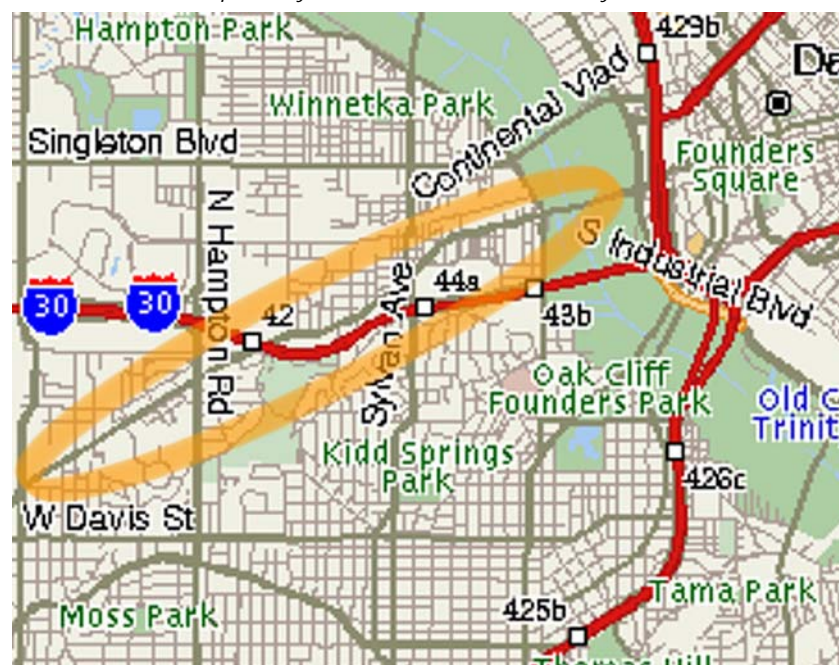 429b
Hampton Park
Da
Continental Viad
Winnetka Park
Singleton Blvd
Founders
Square
N Hampton Rd
S Industrial Blvd
Sylvan Ave
44a
30
30
42
43b
Oak Cliff
Founders Park
Old
Trinit
Kidd Springs
Park
426c
W Davis St
Tama Park
Moss Park
425b